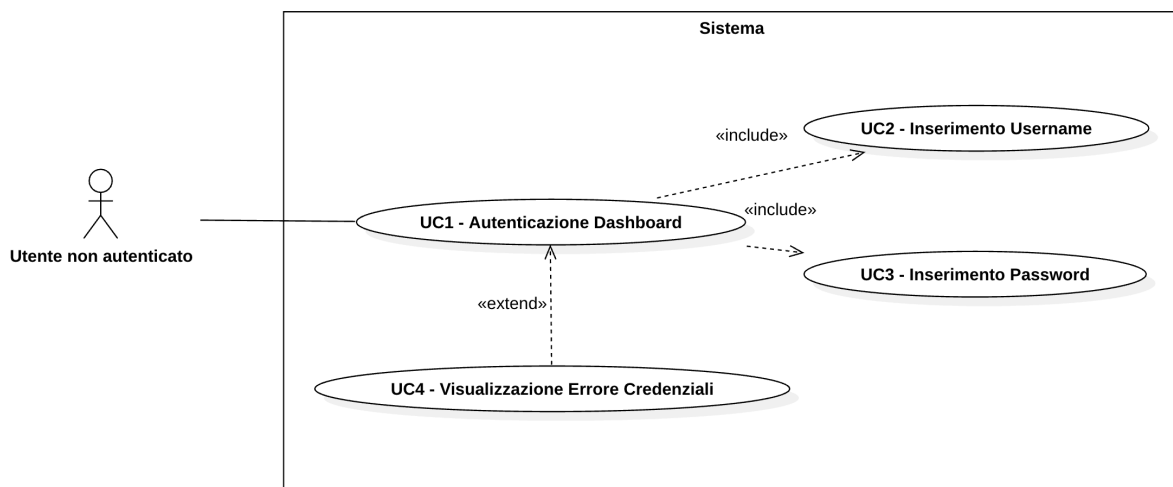 Sistema
«include»
UC2 - Inserimento Username
«include»
UC1 - Autenticazione Dashboard
Utente non autenticato
UC3 - Inserimento Password
«extend»
UC4 - Visualizzazione Errore Credenziali